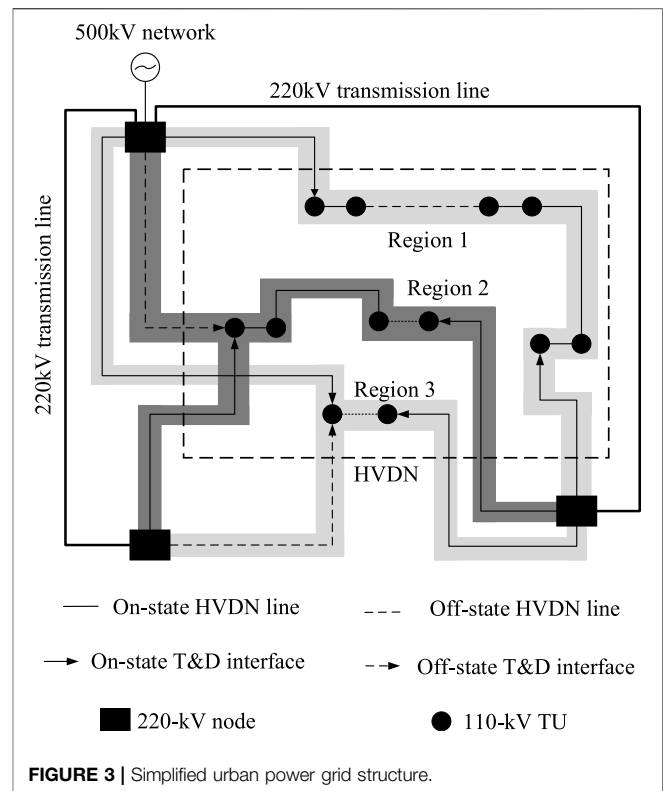 500kV network
220kV transmission line
220kV transmission line
Region 1
Region 2
Region 3
HVDN
On-state HVDN line
Off-state HVDN line
On-state T&D interface
Off-state T&D interface
220-kV node
110-kV TU
FIGURE 3 | Simplified urban power grid structure.